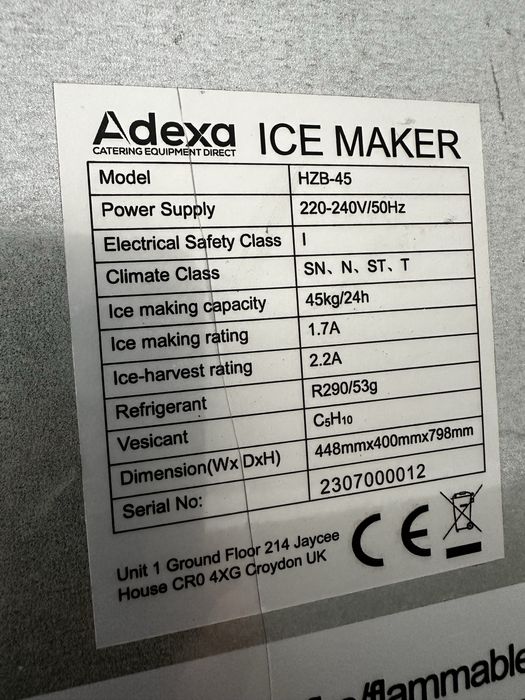 Adexa
CATERING EQUIPMENT DIRECT
ICE MAKER
Model HZB-45
Power Supply 220-240V/50Hz
Electrical Safety Class I
Climate Class SN、N、ST、T
Ice making capacity 45kg/24h
Ice making rating 1.7A
Ice-harvest rating 2.2A
Refrigerant R290/53g
Vesicant C₅H₁₀
Dimension(Wx DxH) 448mmx400mmx798mm
Serial No: 2307000012
Unit 1 Ground Floor 214 Jaycee
House CR0 4XG Croydon UK
CE
/flammable